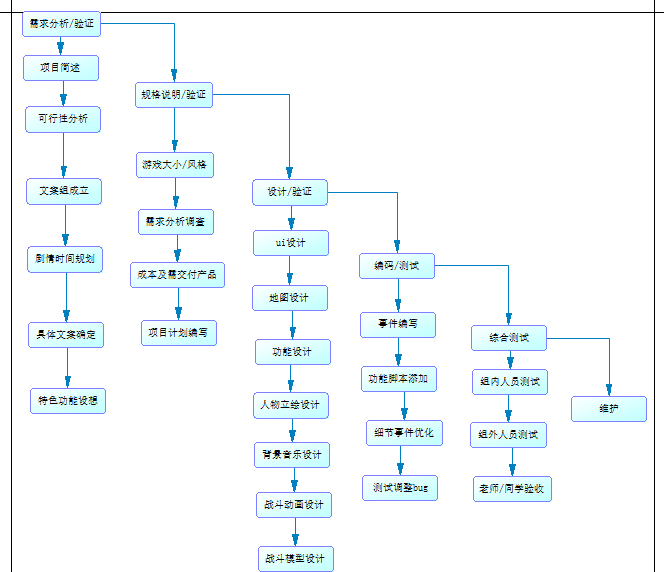 需求分析/验证
项目简述
可行性分析
文案组成立
剧情时间规划
具体文案确定
特色功能设想
规格说明/验证
游戏大小/风格
需求分析调查
成本及需交付产品
项目计划编写
设计/验证
ui设计
地图设计
功能设计
人物立绘设计
背景音乐设计
战斗动画设计
战斗模型设计
编码/测试
事件编写
功能脚本添加
细节事件优化
测试调整bug
综合测试
组内人员测试
组外人员测试
老师/同学验收
维护